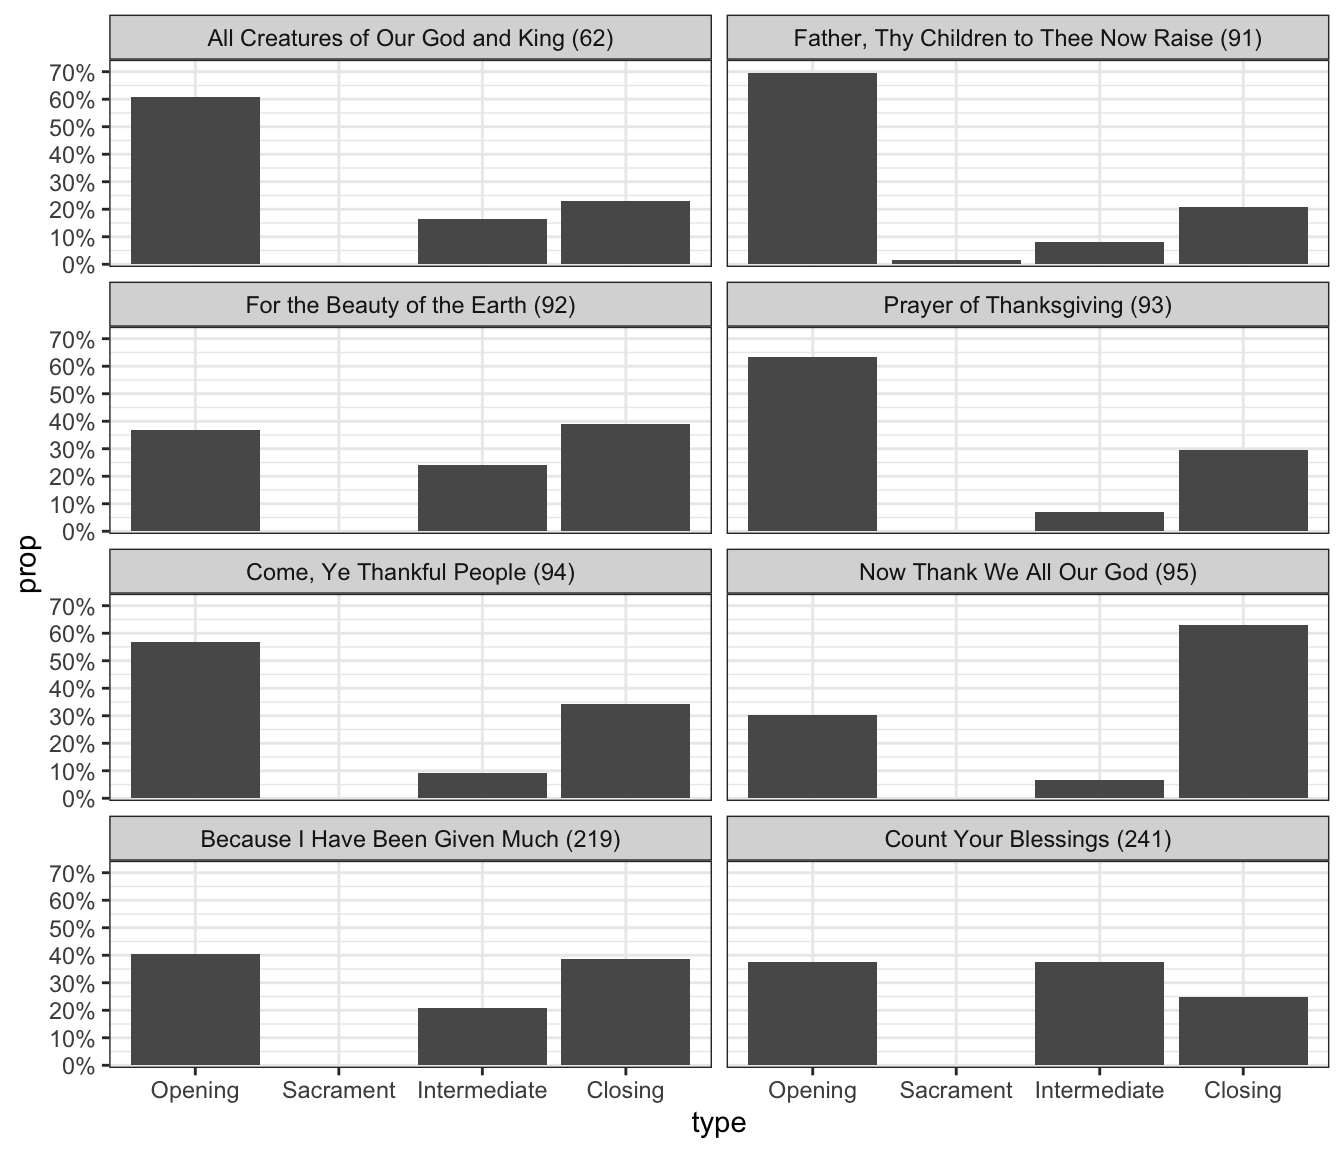 All Creatures of Our God and King (62)
Father, Thy Children to Thee Now Raise (91)
70%
60%
50%
40%
30%
20%
10%
0%
For the Beauty of the Earth (92)
Prayer of Thanksgiving (93)
70%
60%
50%
40%
30%
20%
10%
0%
prop
Come, Ye Thankful People (94)
Now Thank We All Our God (95)
70%
60%
50%
40%
30%
20%
10%
0%
Because I Have Been Given Much (219)
Count Your Blessings (241)
70%
60%
50%
40%
30%
20%
10%
0%
Opening Sacrament Intermediate Closing
Opening Sacrament Intermediate Closing
type